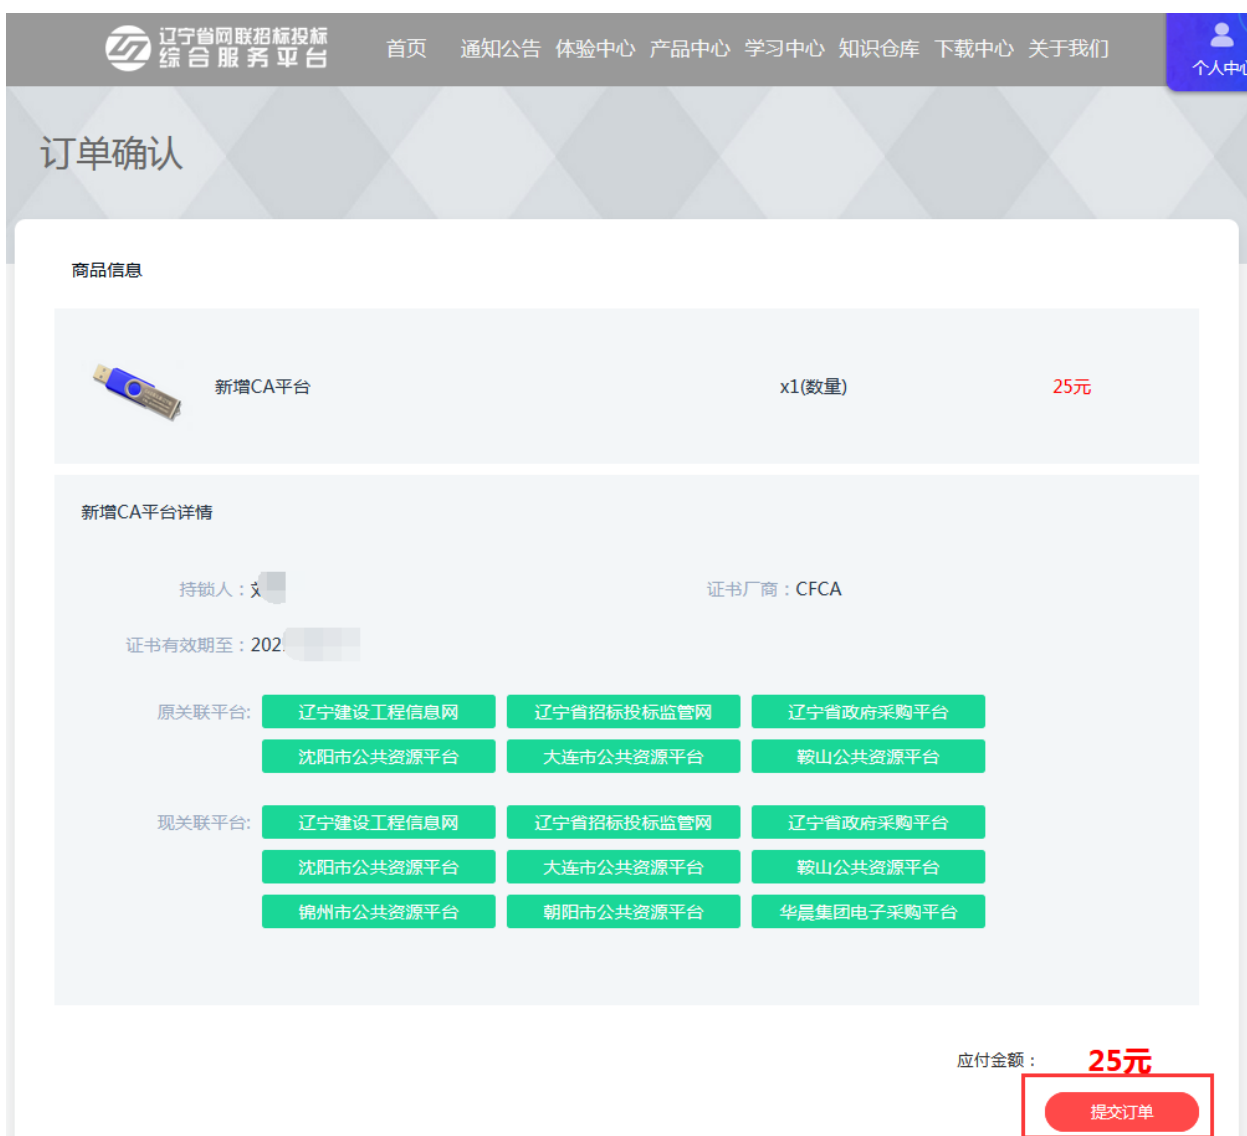 辽宁省网联招标投标
综合服务平台
首页 通知公告 体验中心 产品中心 学习中心 知识仓库 下载中心 关于我们
个人中心
订单确认
商品信息
新增CA平台 x1(数量) 25元
新增CA平台详情
持锁人： 证书厂商：CFCA
证书有效期至：202
原关联平台: 辽宁建设工程信息网 辽宁省招标投标监管网 辽宁省政府采购平台
沈阳市公共资源平台 大连市公共资源平台 鞍山公共资源平台
现关联平台: 辽宁建设工程信息网 辽宁省招标投标监管网 辽宁省政府采购平台
沈阳市公共资源平台 大连市公共资源平台 鞍山公共资源平台
锦州市公共资源平台 朝阳市公共资源平台 华晨集团电子采购平台
应付金额： 25元
提交订单